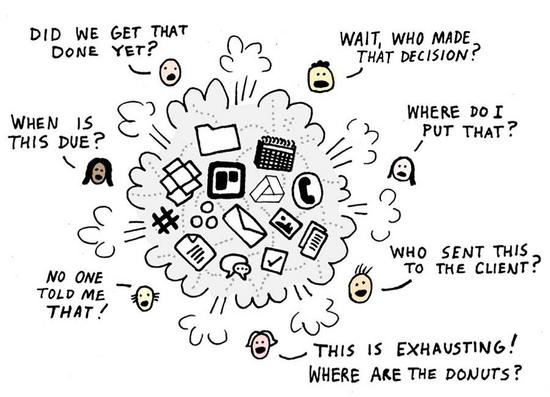 DID WE GET THAT
DONE YET?
WAIT, WHO MADE
THAT DECISION?
WHEN IS
THIS DUE?
WHERE DO I
PUT THAT?
NO ONE
TOLD ME
THAT!
WHO SENT THIS
TO THE CLIENT?
THIS IS EXHAUSTING!
WHERE ARE THE DONUTS?